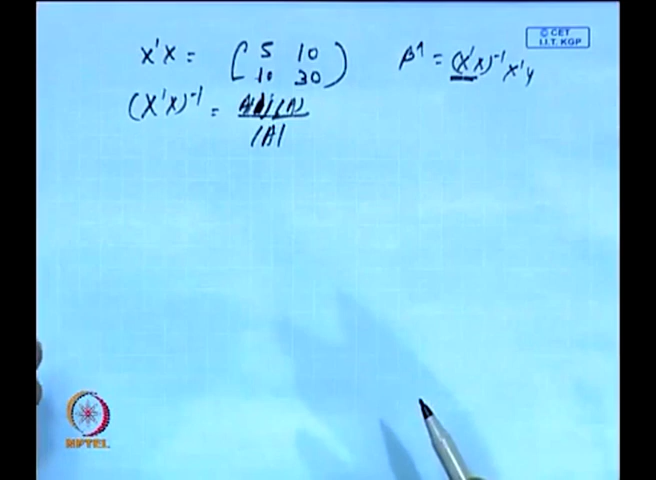 X'X = ( 5 10
10 30 )
β^ = (X'X)⁻¹ X'y
(X'X)⁻¹ = Adj (A)
|A|
© CET
I.I.T. KGP
NPTEL